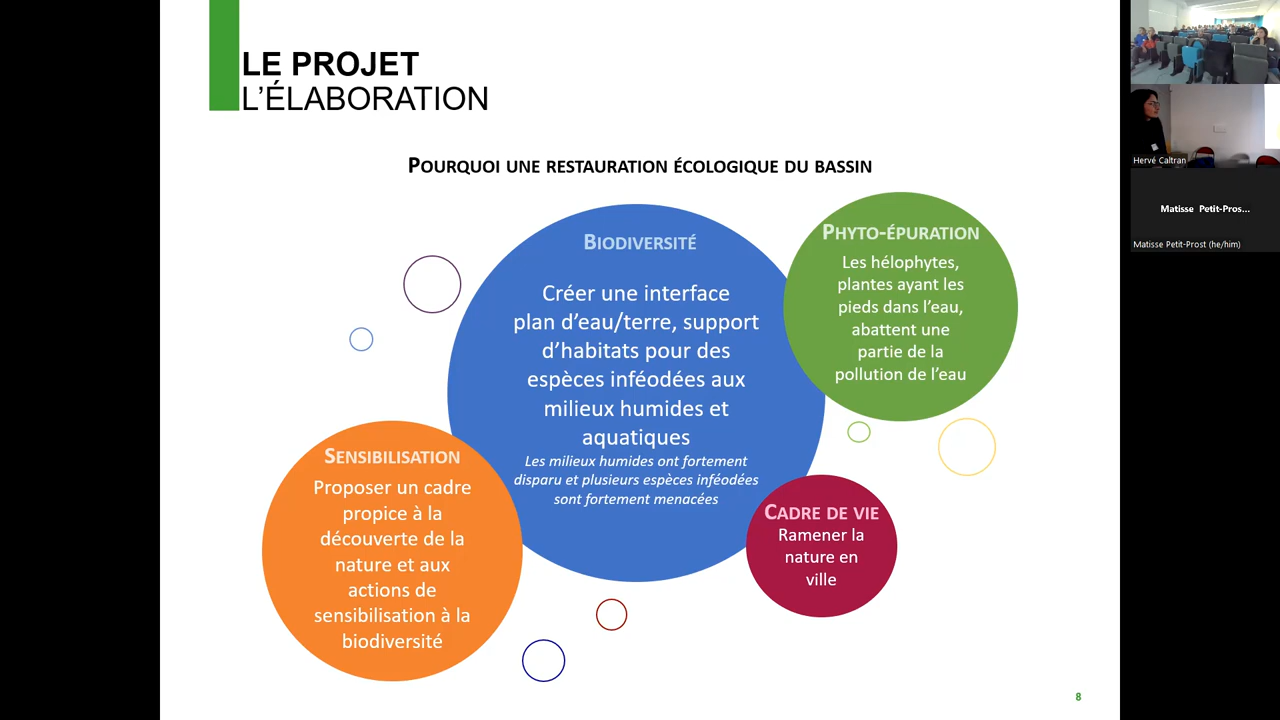 LE PROJET
L’ÉLABORATION
Pourquoi une restauration écologique du bassin
Biodiversité
Créer une interface
plan d’eau/terre, support
d’habitats pour des
espèces inféodées aux
milieux humides et
aquatiques
Les milieux humides ont fortement
disparu et plusieurs espèces inféodées
sont fortement menacées
Phyto-épuration
Les hélophytes,
plantes ayant les
pieds dans l’eau,
abattent une
partie de la
pollution de l’eau
Sensibilisation
Proposer un cadre
propice à la
découverte de la
nature et aux
actions de
sensibilisation à la
biodiversité
Cadre de vie
Ramener la
nature en
ville
8
Hervé Caltran
Matisse Petit-Pros...
Matisse Petit-Prost (he/him)